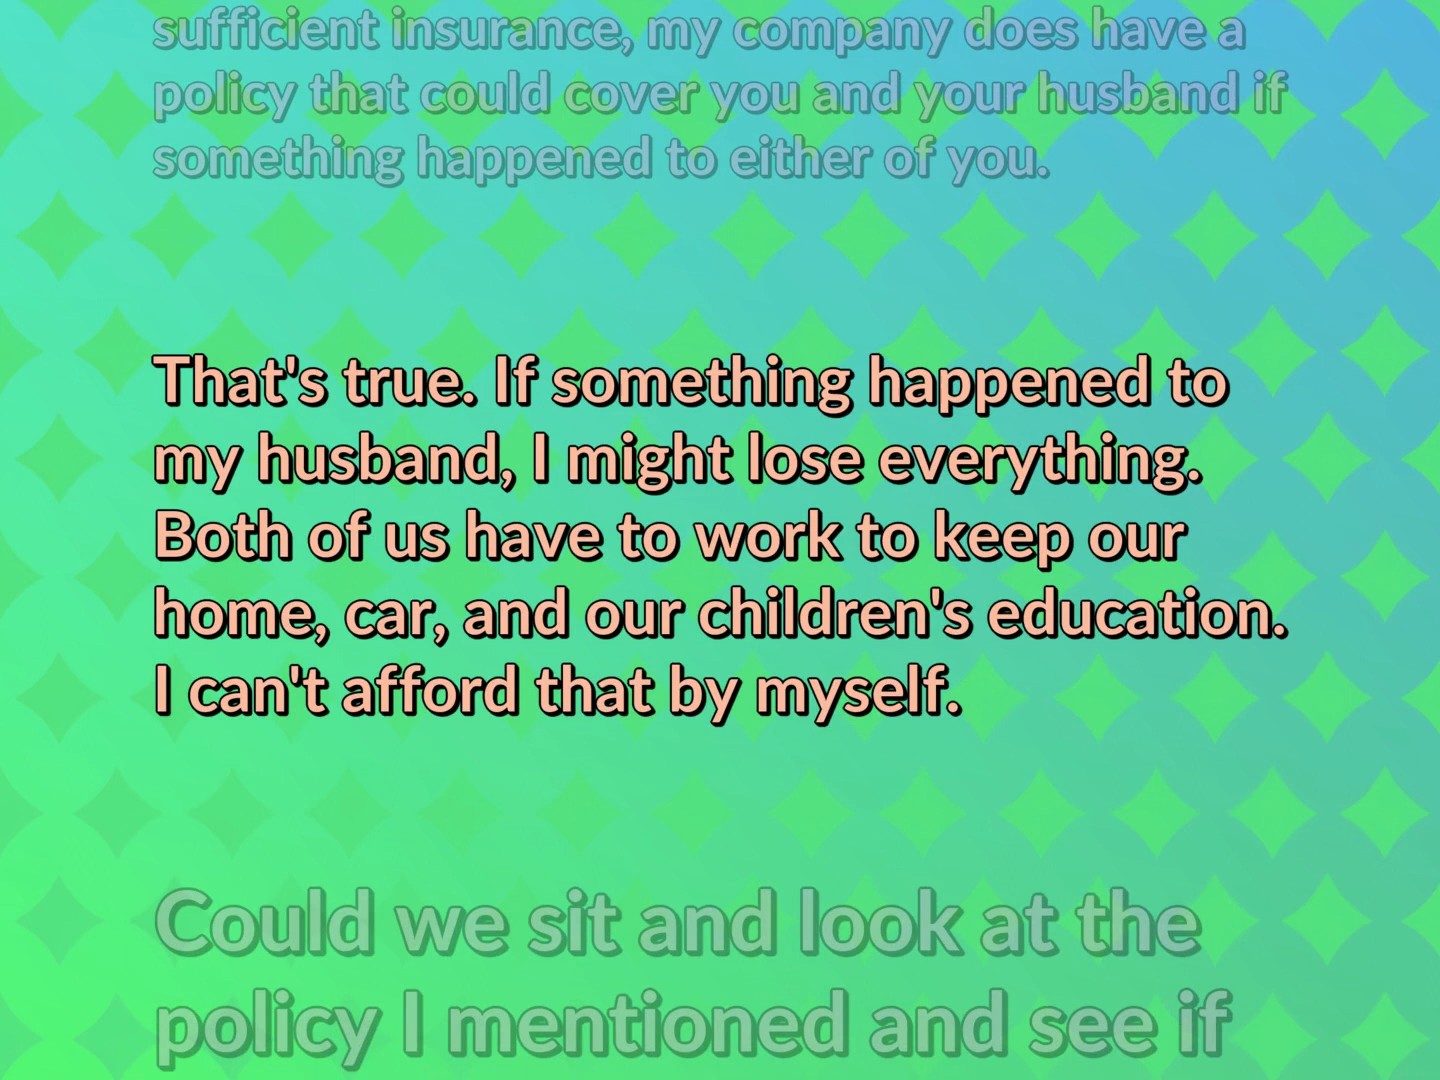 sufficient insurance, my company does have a
policy that could cover you and your husband if
something happened to either of you.
That's true. If something happened to
my husband, I might lose everything.
Both of us have to work to keep our
home, car, and our children's education.
I can't afford that by myself.
Could we sit and look at the
policy I mentioned and see if